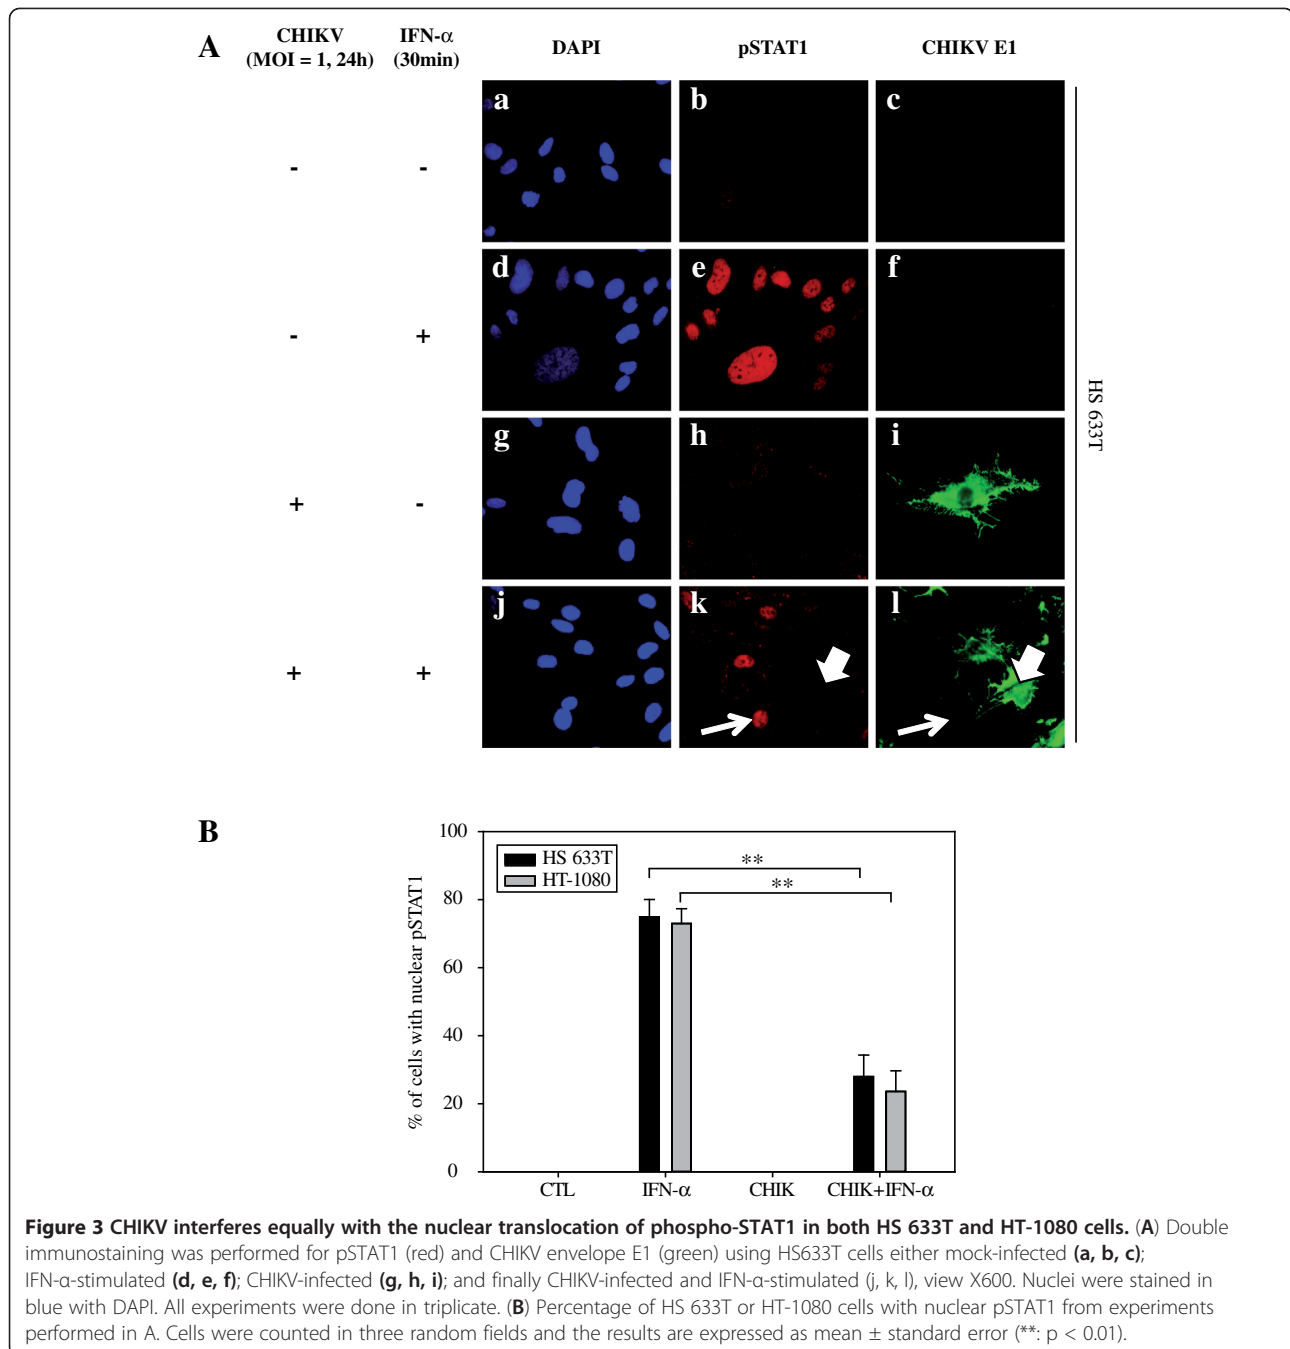 A
CHIKV IFN-α
(MOI = 1, 24h) (30min)
DAPI pSTAT1 CHIKV E1
a b c
- -
d e f
- +
g h i
+ -
j k l
+ +
HS 633T
B
% of cells with nuclear pSTAT1
100
80
60
40
20
0
HS 633T
HT-1080
**
**
CTL IFN-α CHIK CHIK+IFN-α
Figure 3 CHIKV interferes equally with the nuclear translocation of phospho-STAT1 in both HS 633T and HT-1080 cells. (A) Double
immunostaining was performed for pSTAT1 (red) and CHIKV envelope E1 (green) using HS633T cells either mock-infected (a, b, c);
IFN-α-stimulated (d, e, f); CHIKV-infected (g, h, i); and finally CHIKV-infected and IFN-α-stimulated (j, k, l), view X600. Nuclei were stained in
blue with DAPI. All experiments were done in triplicate. (B) Percentage of HS 633T or HT-1080 cells with nuclear pSTAT1 from experiments
performed in A. Cells were counted in three random fields and the results are expressed as mean ± standard error (**: p < 0.01).